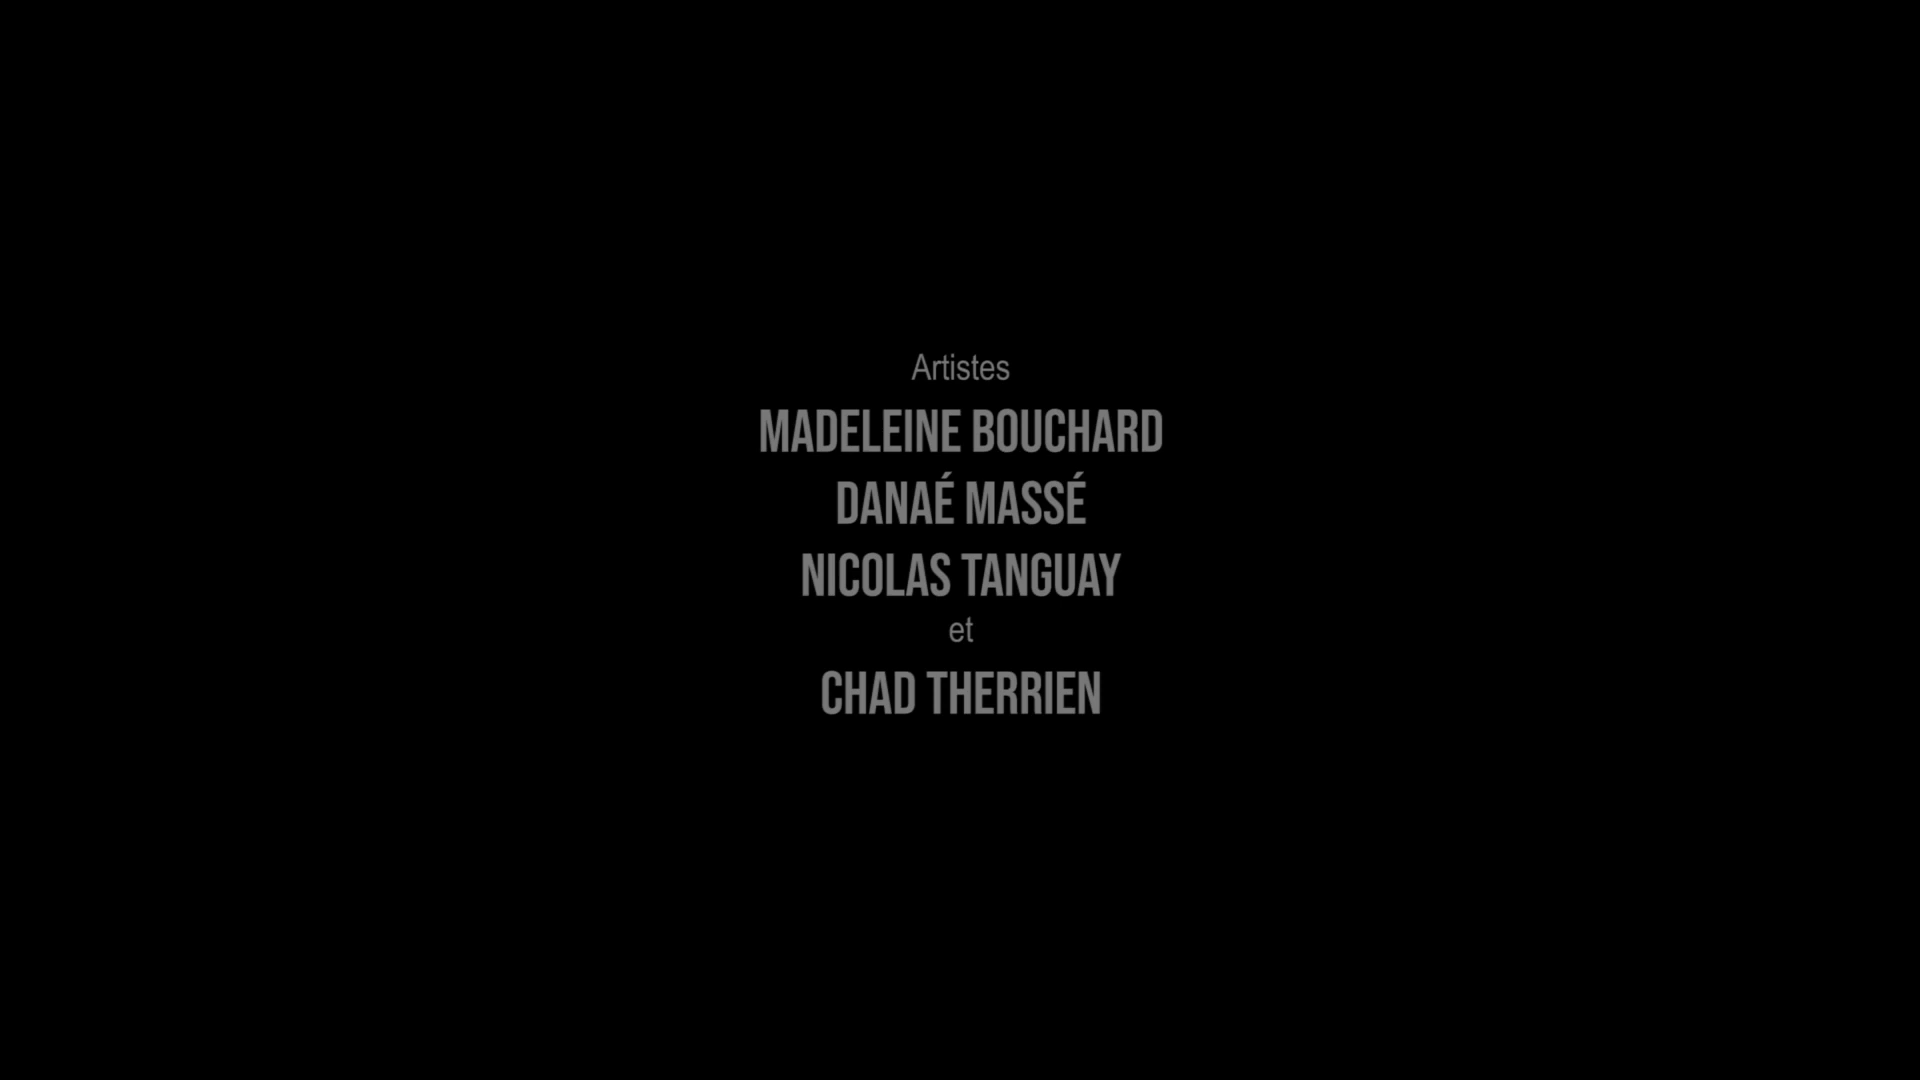 Artistes
MADELEINE BOUCHARD
DANAÉ MASSÉ
NICOLAS TANGUAY
et
CHAD THERRIEN